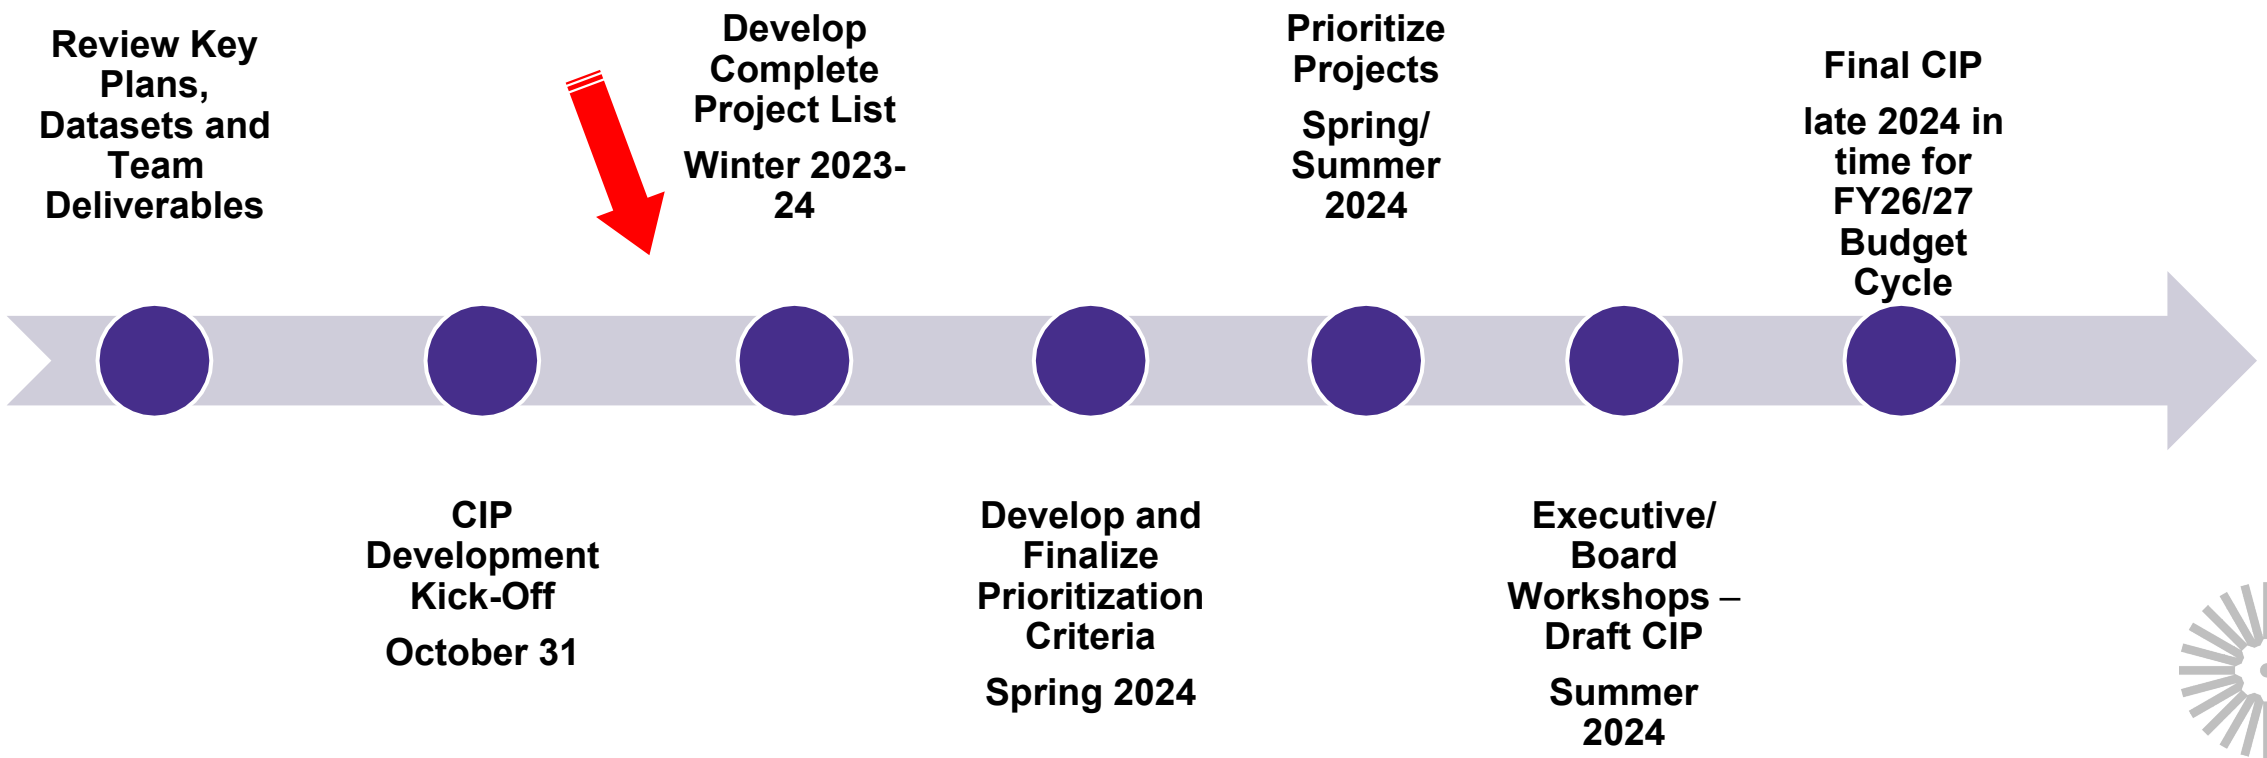 Review Key
Plans,
Datasets and
Team
Deliverables
CIP
Development
Kick-Off
October 31
Develop
Complete
Project List
Winter 2023-
24
Develop and
Finalize
Prioritization
Criteria
Spring 2024
Prioritize
Projects
Spring/
Summer
2024
Executive/
Board
Workshops –
Draft CIP
Summer
2024
Final CIP
late 2024 in
time for
FY26/27
Budget
Cycle